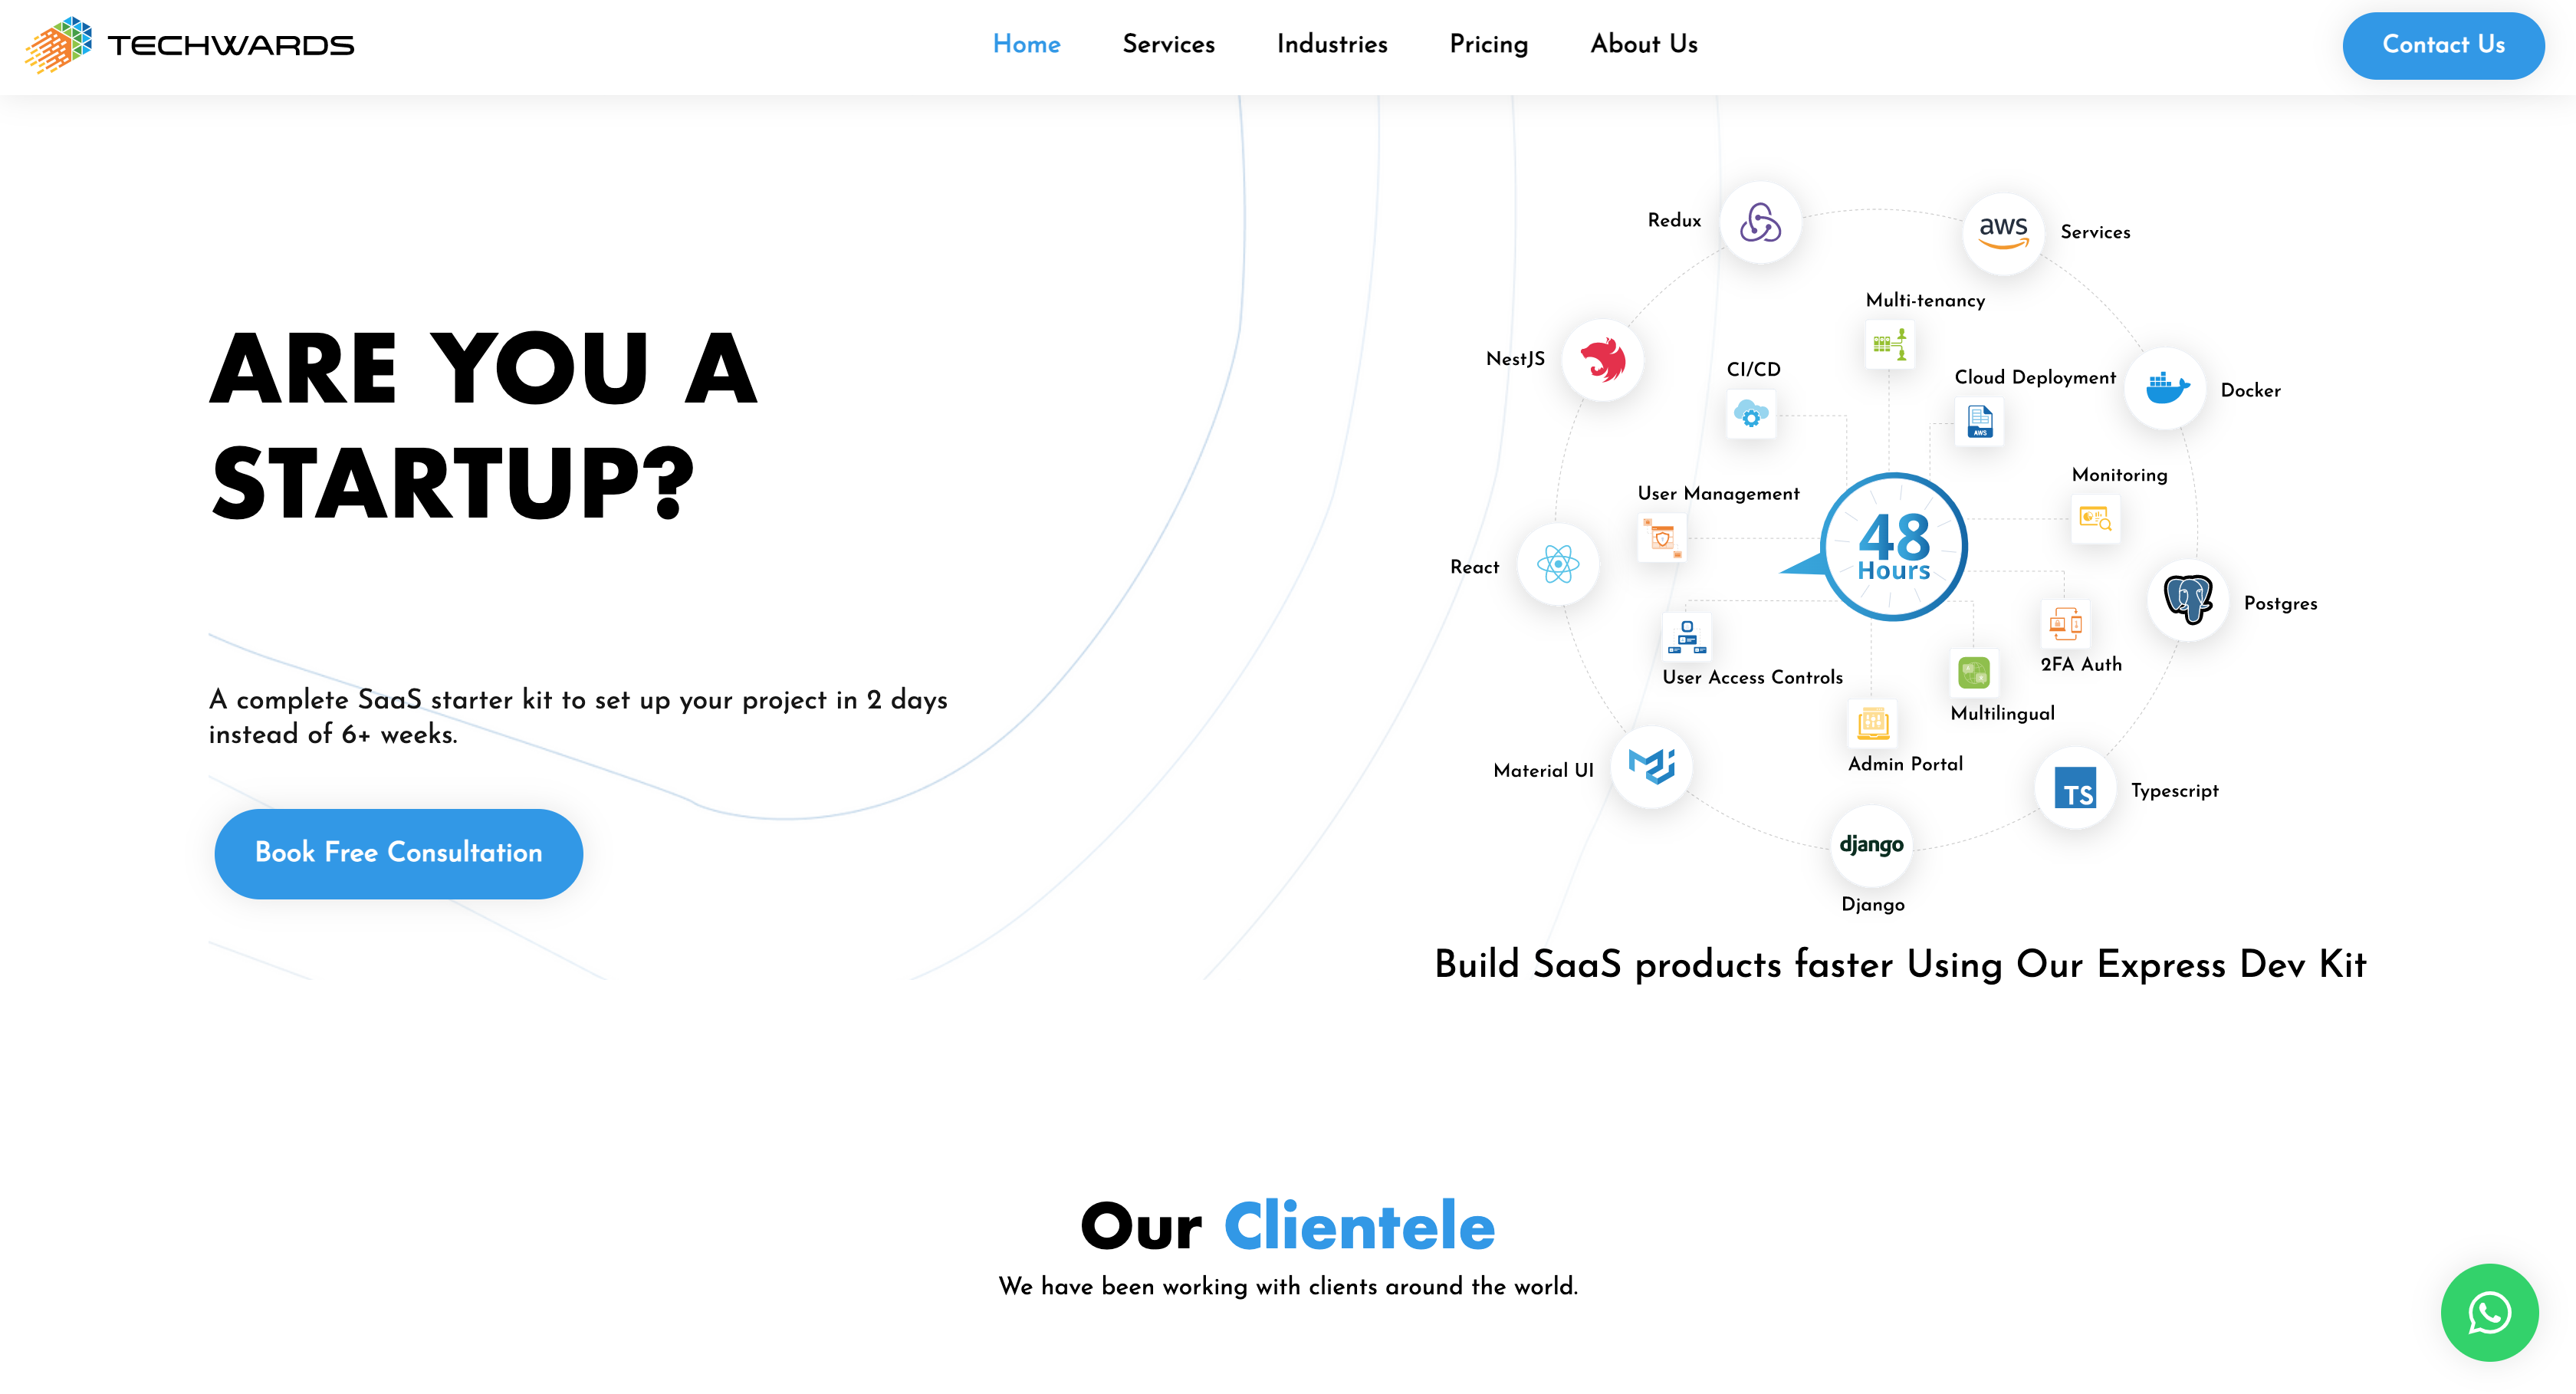 TECHWARDS
Home Services Industries Pricing About Us
Contact Us
ARE YOU A
STARTUP?
A complete SaaS starter kit to set up your project in 2 days
instead of 6+ weeks.
Book Free Consultation
Redux
aws
Services
Multi-tenancy
NestJS
CI/CD
Cloud Deployment
AWS
Docker
Monitoring
User Management
48
Hours
React
Postgres
2FA Auth
User Access Controls
Multilingual
Admin Portal
Material UI
TS
Typescript
django
Django
Build SaaS products faster Using Our Express Dev Kit
Our Clientele
We have been working with clients around the world.